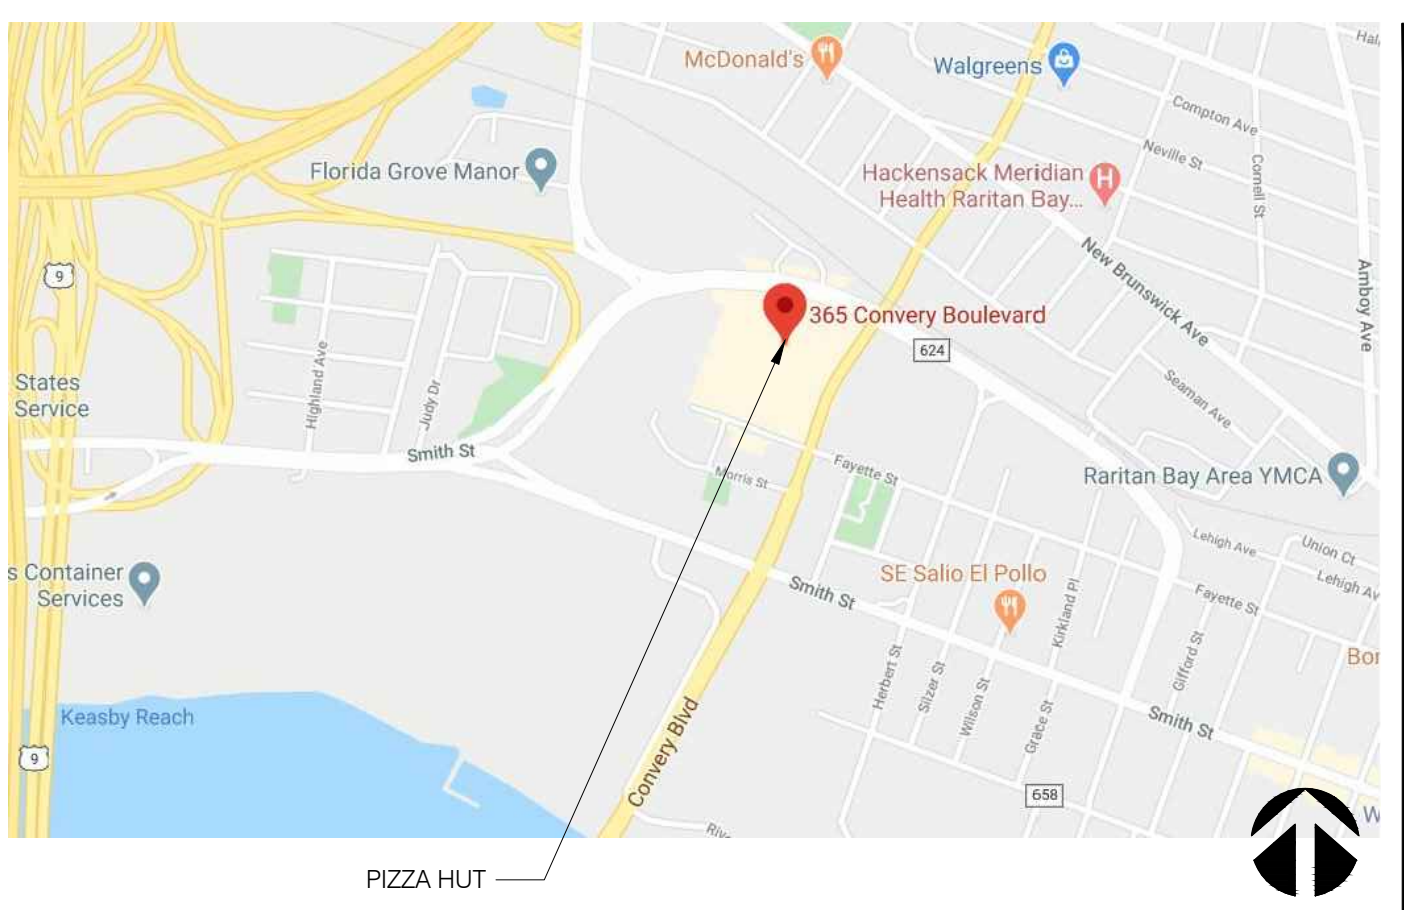 Hal
McDonald's
Walgreens
Compton Ave
Neville St
Cornell St
Florida Grove Manor
Hackensack Meridian
Health Raritan Bay...
New Brunswick Ave
Amboy Ave
9
365 Convery Boulevard
624
Highland Ave
Judy Dr
States
Service
Seaman Ave
Smith St
Fayette St
Morris St
Raritan Bay Area YMCA
Lehigh Ave
Union Ct
Lehigh Av
s Container
Services
SE Salio El Pollo
Smith St
Kirkland Pl
Fayette St
Herbert St
Silzer St
Wilson St
Grace St
Gifford St
Bor
Keasby Reach
Smith St
9
Convery Blvd
658
Riv
W
PIZZA HUT